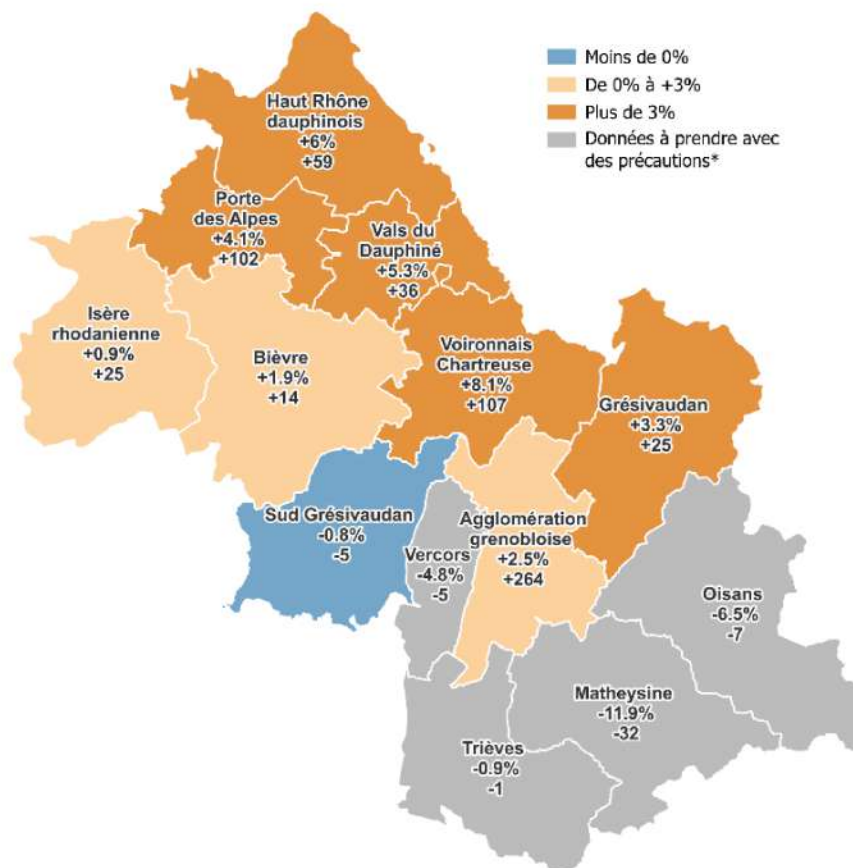 Moins de 0%
De 0% à +3%
Plus de 3%
Données à prendre avec
des précautions*
Haut Rhône
dauphinois
+6%
+59
Porte
des Alpes
+4.1%
+102
Vals du
Dauphiné
+5.3%
+36
Isère
rhodanienne
+0.9%
+25
Bièvre
+1.9%
+14
Voironnais
Chartreuse
+8.1%
+107
Grésivaudan
+3.3%
+25
Sud Grésivaudan
-0.8%
-5
Vercors
-4.8%
-5
Agglomération
grenobloise
+2.5%
+264
Oisans
-6.5%
-7
Matheysine
-11.9%
-32
Trièves
-0.9%
-1